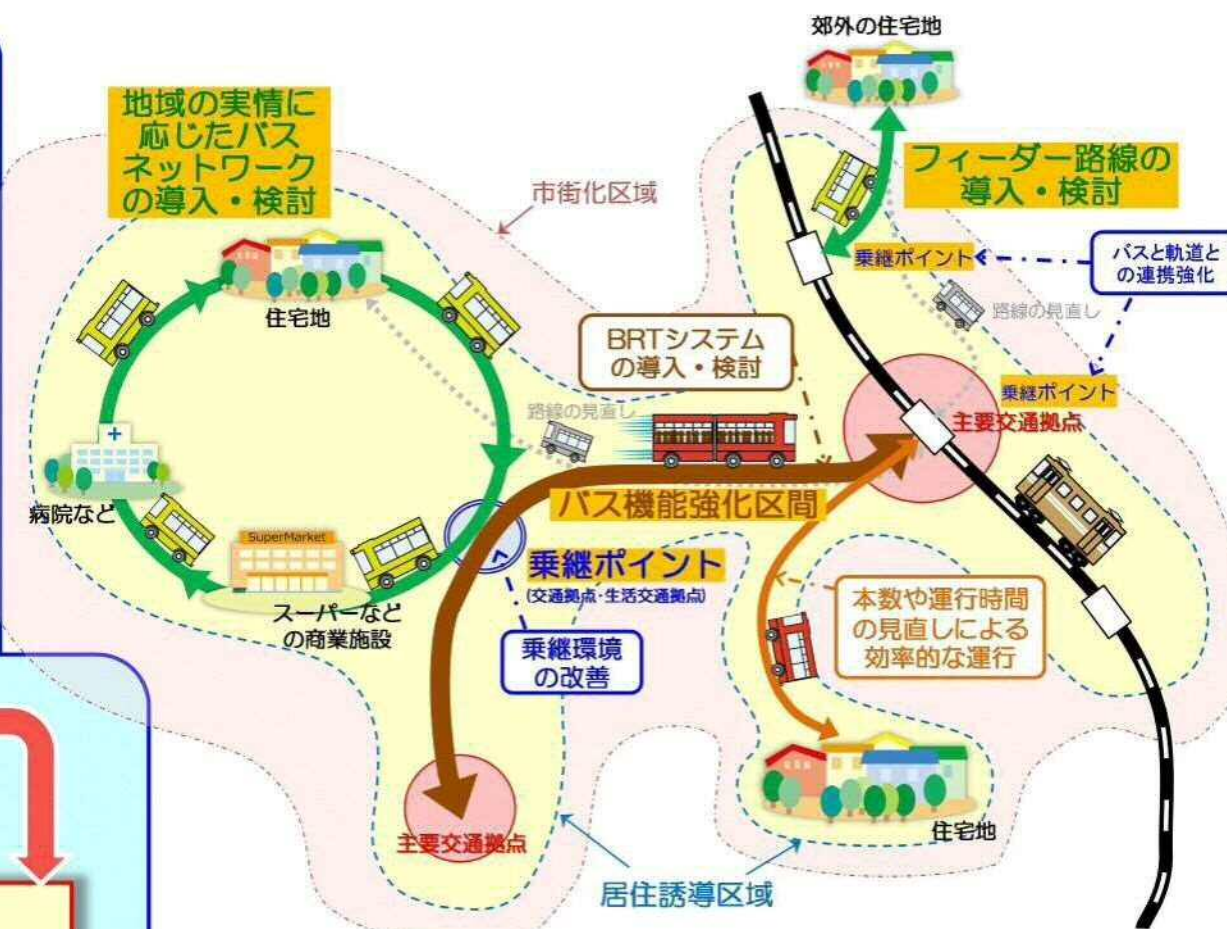 郊外の住宅地
地域の実情に
応じたバス
ネットワーク
の導入・検討
フィーダー路線の
導入・検討
市街化区域
乗継ポイント
バスと軌道と
の連携強化
住宅地
路線の見直し
BRTシステム
の導入・検討
乗継ポイント
路線の見直し
主要交通拠点
病院など
バス機能強化区間
SuperMarket
乗継ポイント
(交通拠点・生活交通拠点)
スーパーなど
の商業施設
本数や運行時間
の見直しによる
効率的な運行
乗継環境
の改善
主要交通拠点
住宅地
居住誘導区域